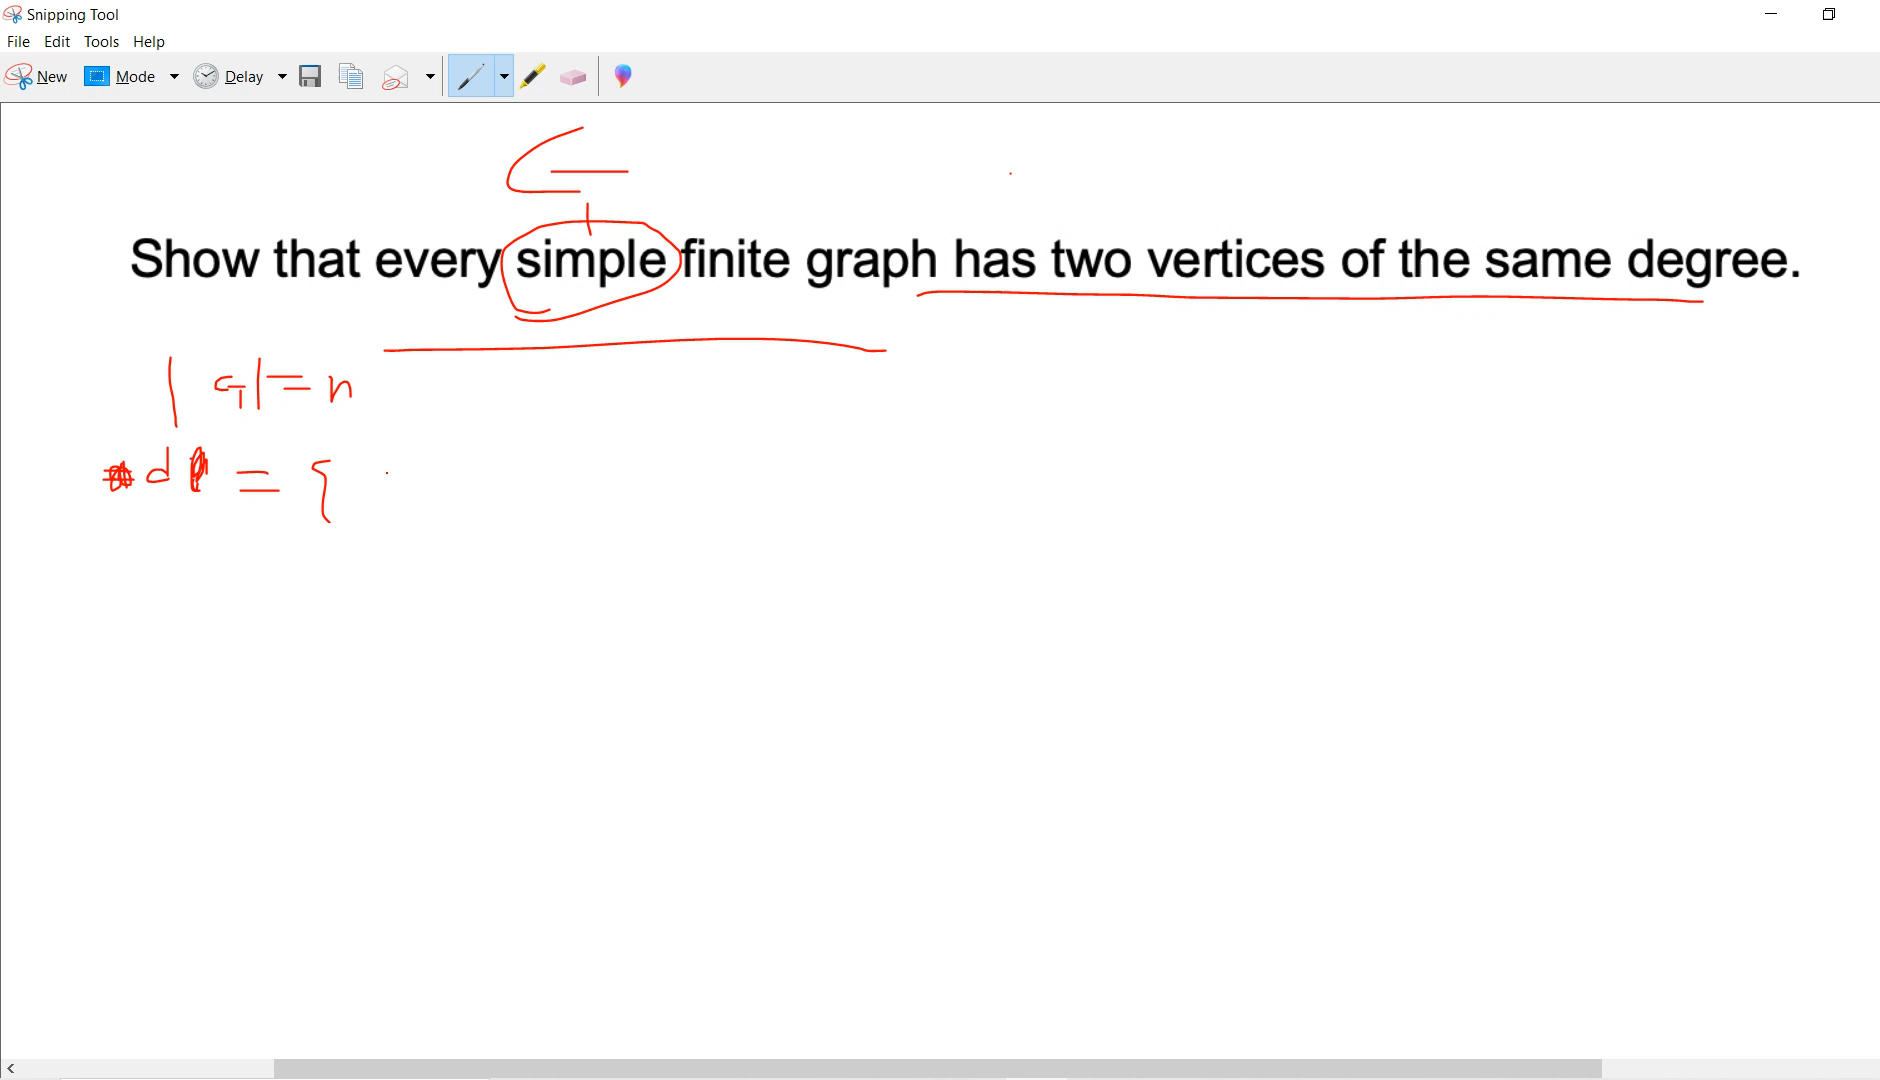 Snipping Tool
File Edit Tools Help
New Mode Delay
Show that every simple finite graph has two vertices of the same degree.
|G| = n
d = {